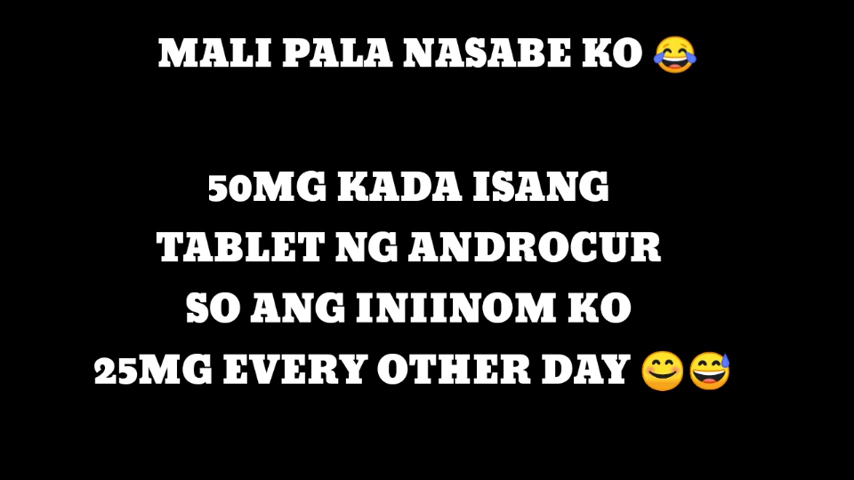 MALI PALA NASABE KO 😂
50MG KADA ISANG
TABLET NG ANDROCUR
SO ANG INIINOM KO
25MG EVERY OTHER DAY 😊😅